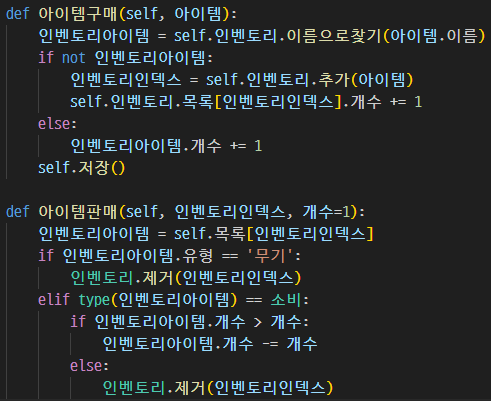 def 아이템구매(self, 아이템):
    인벤토리아이템 = self.인벤토리.이름으로찾기(아이템.이름)
    if not 인벤토리아이템:
        인벤토리인덱스 = self.인벤토리.추가(아이템)
        self.인벤토리.목록[인벤토리인덱스].개수 += 1
    else:
        인벤토리아이템.개수 += 1
    self.저장()

def 아이템판매(self, 인벤토리인덱스, 개수=1):
    인벤토리아이템 = self.목록[인벤토리인덱스]
    if 인벤토리아이템.유형 == '무기':
        인벤토리.제거(인벤토리인덱스)
    elif type(인벤토리아이템) == 소비:
        if 인벤토리아이템.개수 > 개수:
            인벤토리아이템.개수 -= 개수
        else:
            인벤토리.제거(인벤토리인덱스)